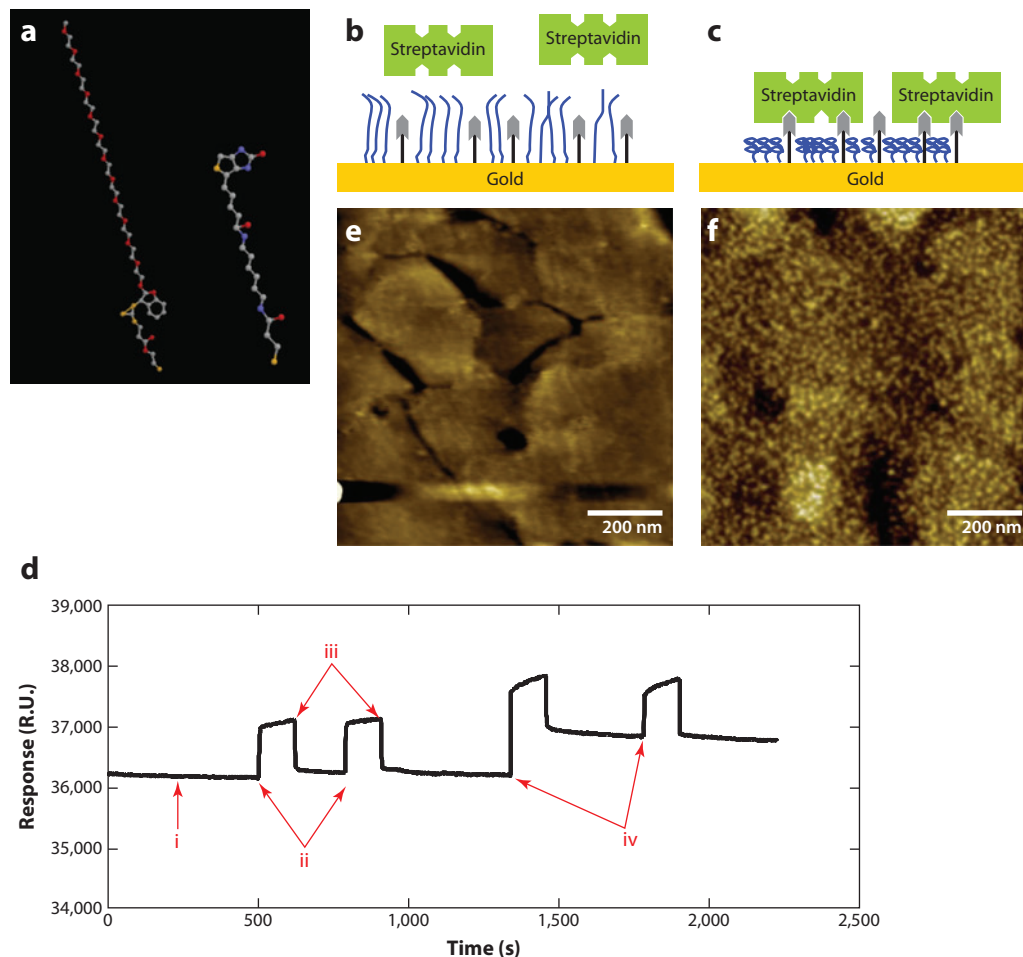 a
b
Streptavidin
Streptavidin
Gold
c
Streptavidin
Streptavidin
Gold
e
200 nm
f
200 nm
d
Response (R.U.)
39,000
38,000
37,000
36,000
35,000
34,000
i
ii
iii
iv
0
500
1,000
1,500
2,000
2,500
Time (s)